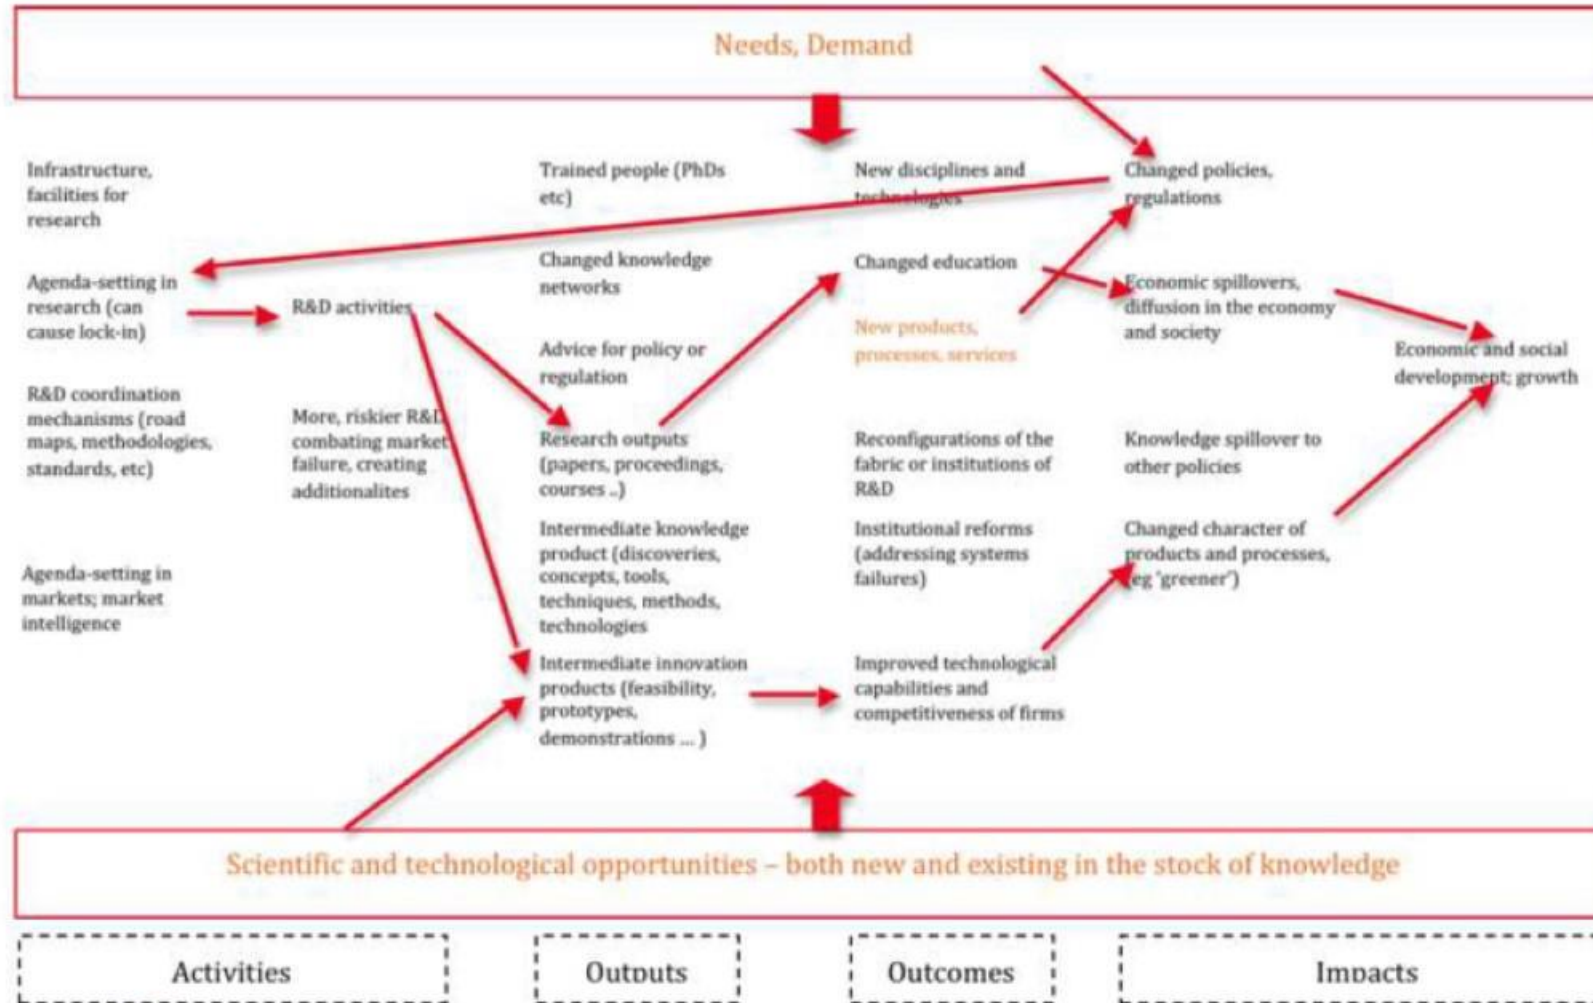 Needs, Demand
Infrastructure,
facilities for
research
Agenda-setting in
research (can
cause lock-in)
R&D coordination
mechanisms (road
maps, methodologies,
standards, etc)
Agenda-setting in
markets; market
intelligence
R&D activities
More, riskier R&D
combating market
failure, creating
additionalites
Trained people (PhDs
etc)
Changed knowledge
networks
Advice for policy or
regulation
Research outputs
(papers, proceedings,
courses ..)
Intermediate knowledge
product (discoveries,
concepts, tools,
techniques, methods,
technologies
Intermediate innovation
products (feasibility,
prototypes,
demonstrations ... )
New disciplines and
technologies
Changed education
New products,
processes, services
Reconfigurations of the
fabric or institutions of
R&D
Institutional reforms
(addressing systems
failures)
Improved technological
capabilities and
competitiveness of firms
Changed policies,
regulations
Economic spillovers,
diffusion in the economy
and society
Knowledge spillover to
other policies
Changed character of
products and processes,
(eg 'greener')
Economic and social
development; growth
Scientific and technological opportunities – both new and existing in the stock of knowledge
Activities
Outputs
Outcomes
Impacts